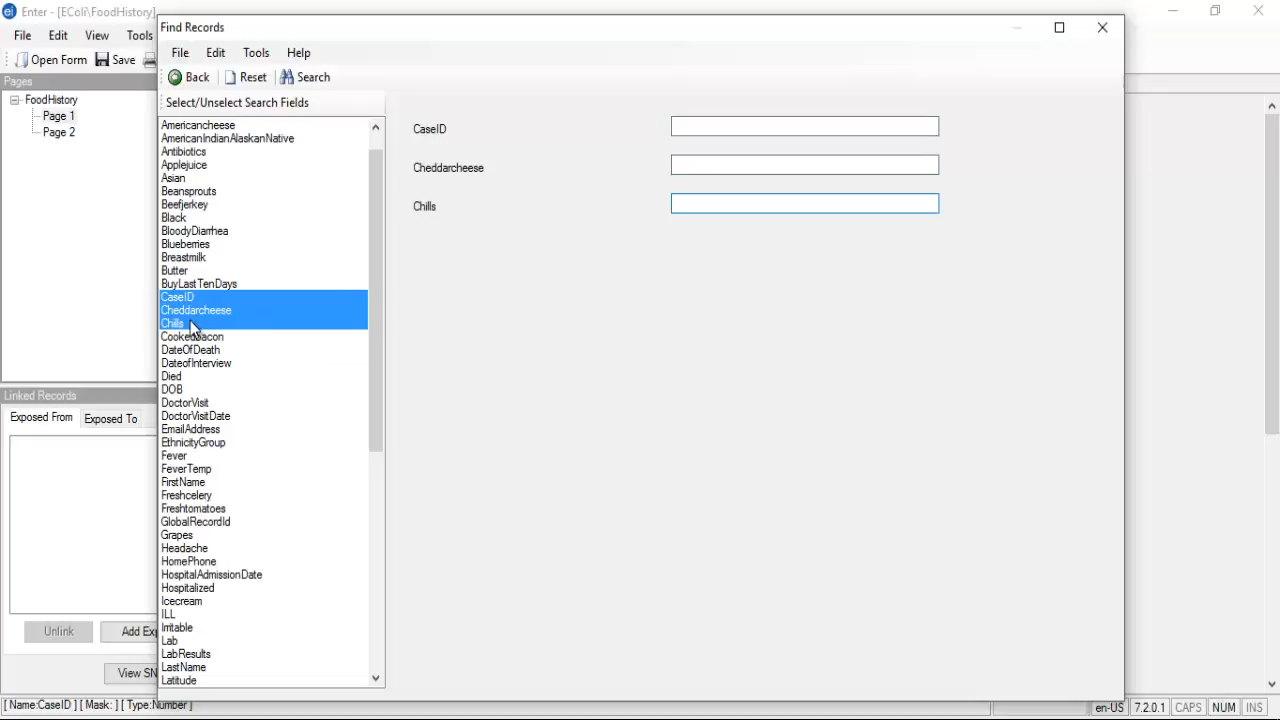 ei Enter - [EColi\FoodHistory]
File Edit View Tools
Open Form Save
Pages
FoodHistory
Page 1
Page 2
Linked Records
Exposed From Exposed To
Unlink Add Exp
View SN
[ Name:CaseID ] [ Mask: ] [ Type:Number ]
en-US 7.2.0.1 CAPS NUM INS
Find Records
File Edit Tools Help
Back Reset Search
Select/Unselect Search Fields
Americancheese
AmericanIndianAlaskanNative
Antibiotics
Applejuice
Asian
Beansprouts
Beefjerkey
Black
BloodyDiarrhea
Blueberries
Breastmilk
Butter
BuyLastTenDays
CaseID
Cheddarcheese
Chills
CookedBacon
DateOfDeath
DateofInterview
Died
DOB
DoctorVisit
DoctorVisitDate
EmailAddress
EthnicityGroup
Fever
FeverTemp
FirstName
Freshcelery
Freshtomatoes
GlobalRecordId
Grapes
Headache
HomePhone
HospitalAdmissionDate
Hospitalized
Icecream
ILL
Irritable
Lab
LabResults
LastName
Latitude
CaseID
Cheddarcheese
Chills